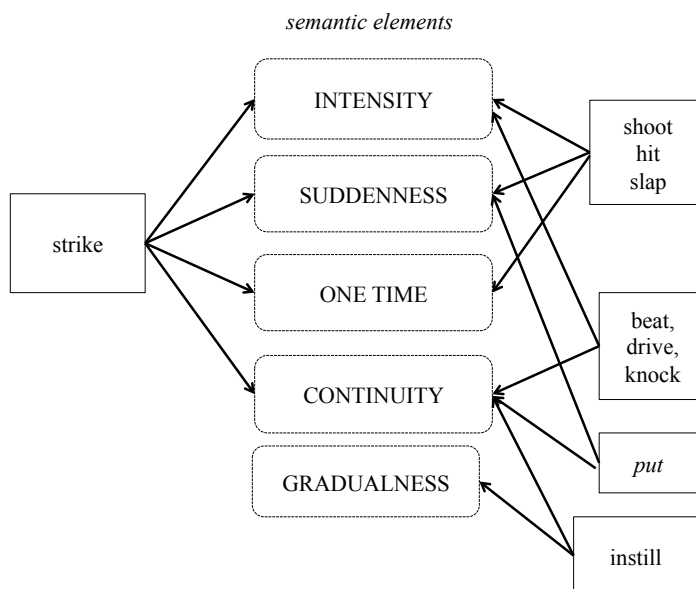 semantic elements
INTENSITY
SUDDENNESS
ONE TIME
CONTINUITY
GRADUALNESS
strike
shoot
hit
slap
beat,
drive,
knock
put
instill